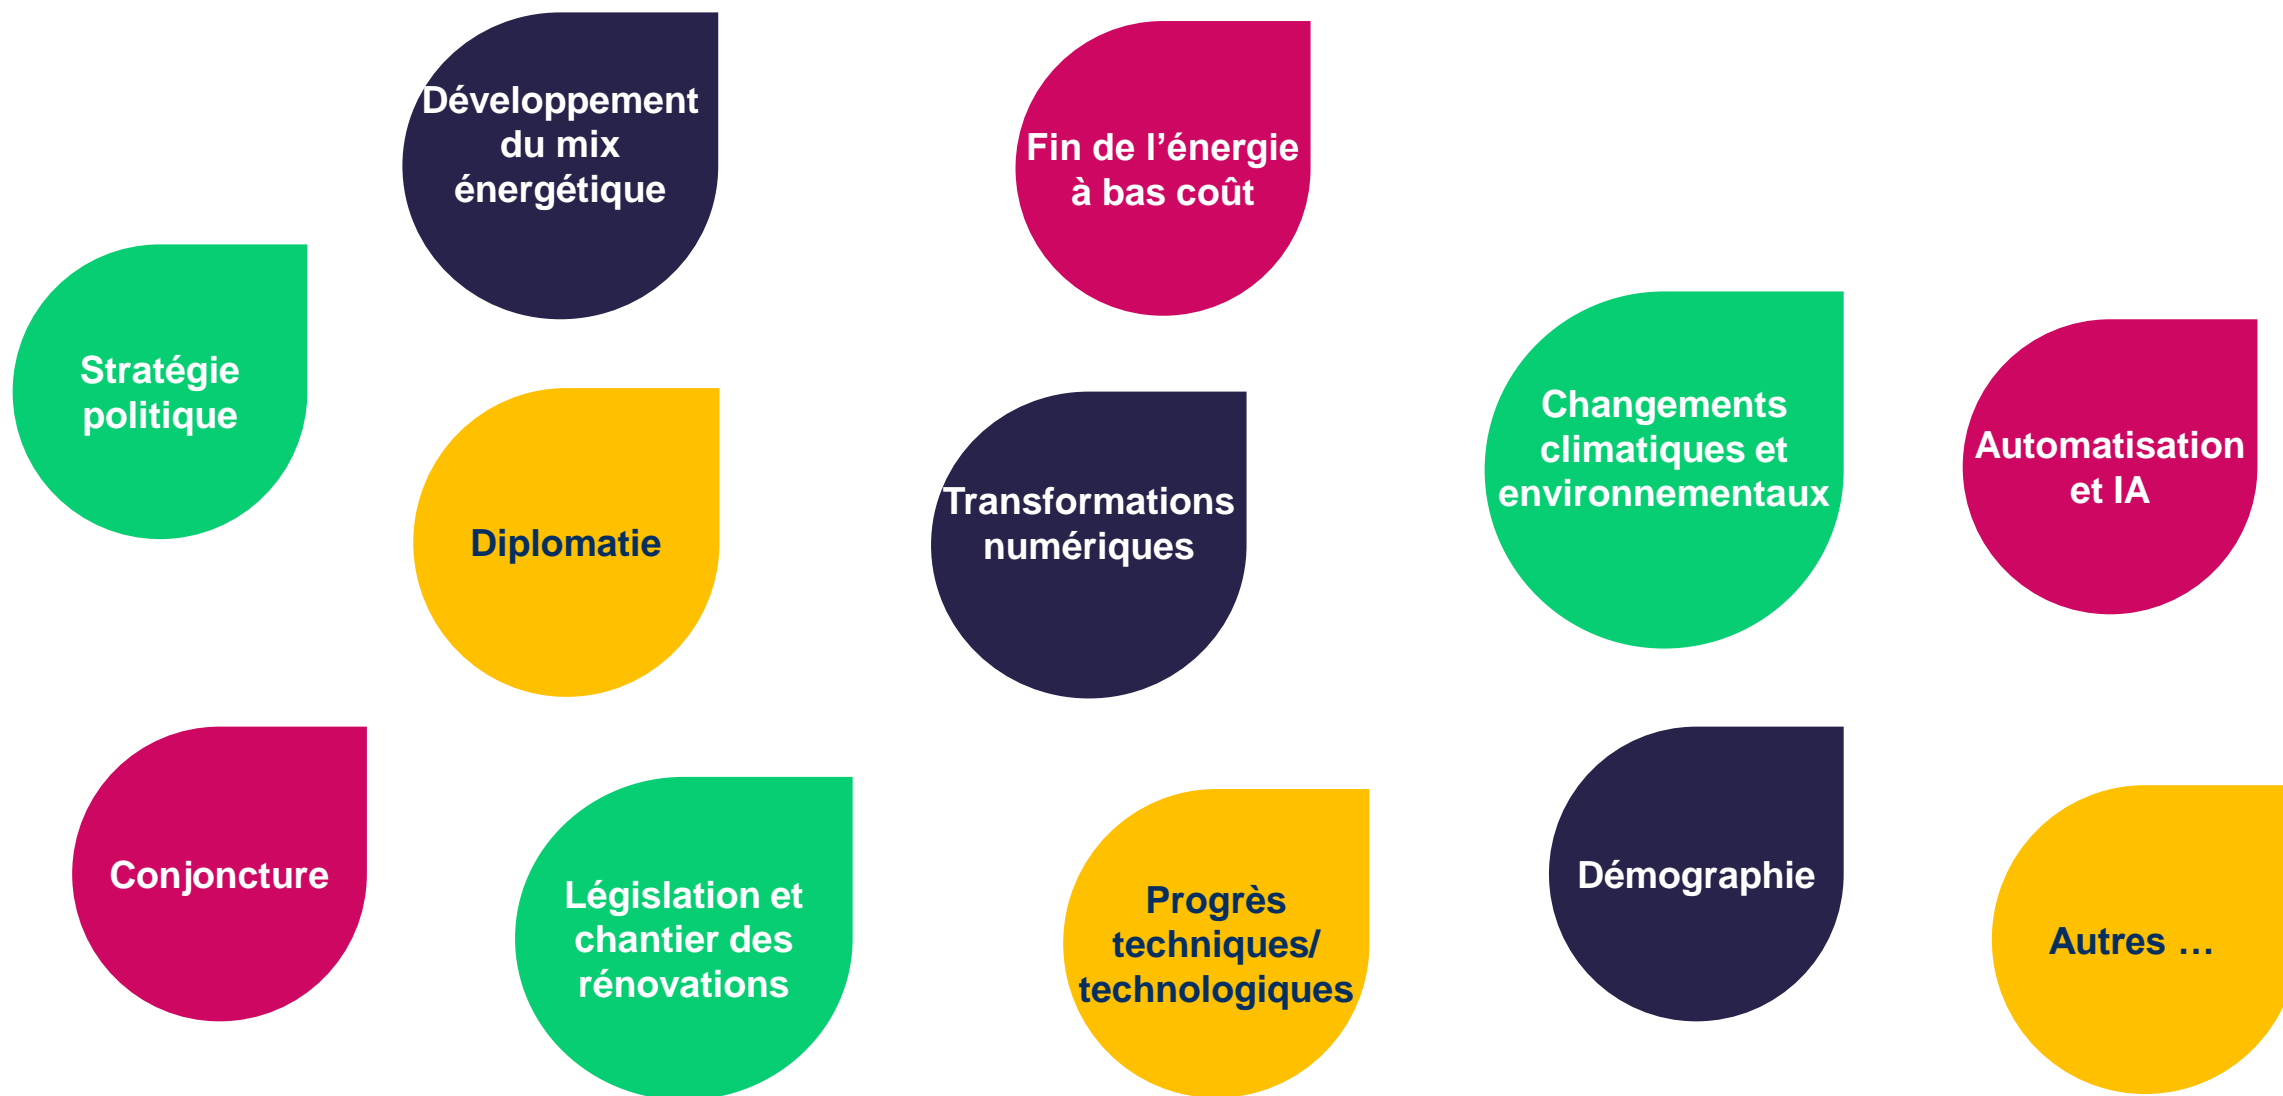 Développement
du mix
énergétique
Fin de l’énergie
à bas coût
Stratégie
politique
Diplomatie
Transformations
numériques
Changements
climatiques et
environnementaux
Automatisation
et IA
Conjoncture
Législation et
chantier des
rénovations
Progrès
techniques/
technologiques
Démographie
Autres …